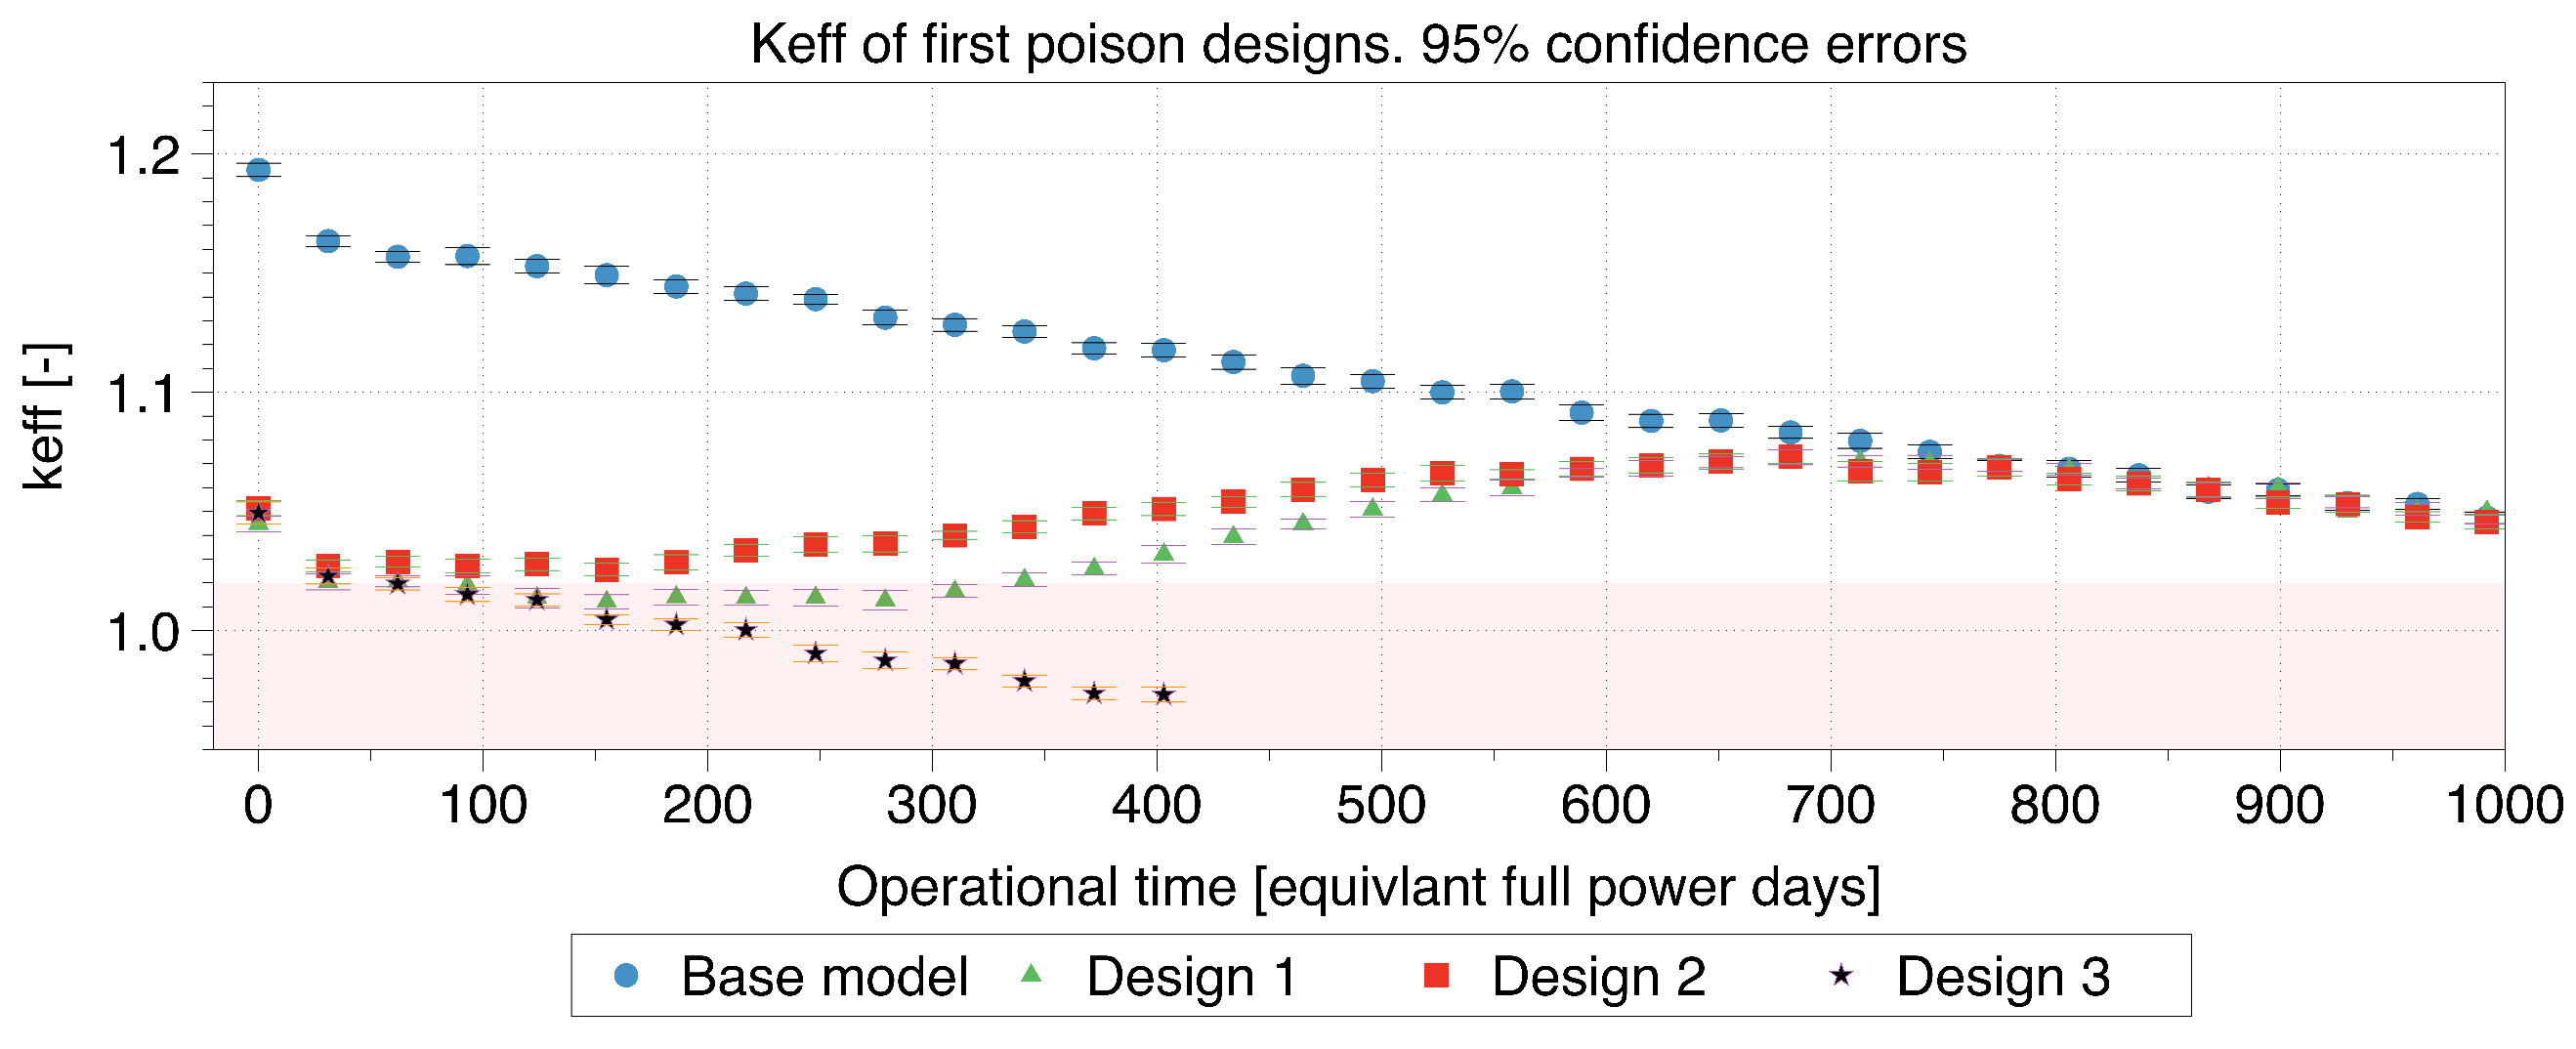 Keff of first poison designs. 95% confidence errors
keff [-]
1.2
1.1
1.0
0 100 200 300 400 500 600 700 800 900 1000
Operational time [equivlant full power days]
Base model Design 1 Design 2 Design 3